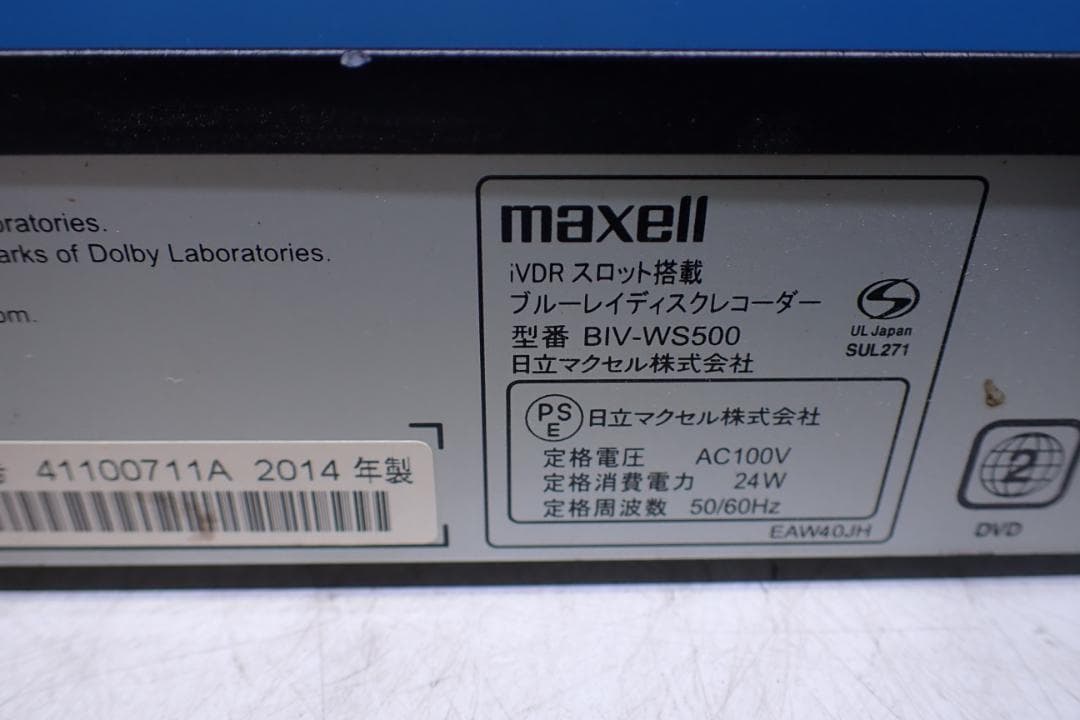 Laboratories.
of Dolby Laboratories.
maxell
iVDR スロット搭載
ブルーレイディスクレコーダー
型番 BIV-WS500
日立マクセル株式会社
UL Japan
SUL271
PS
E
日立マクセル株式会社
定格電圧 AC100V
定格消費電力 24W
定格周波数 50/60Hz
EAW40JH
41100711A 2014 年製
2
DVD